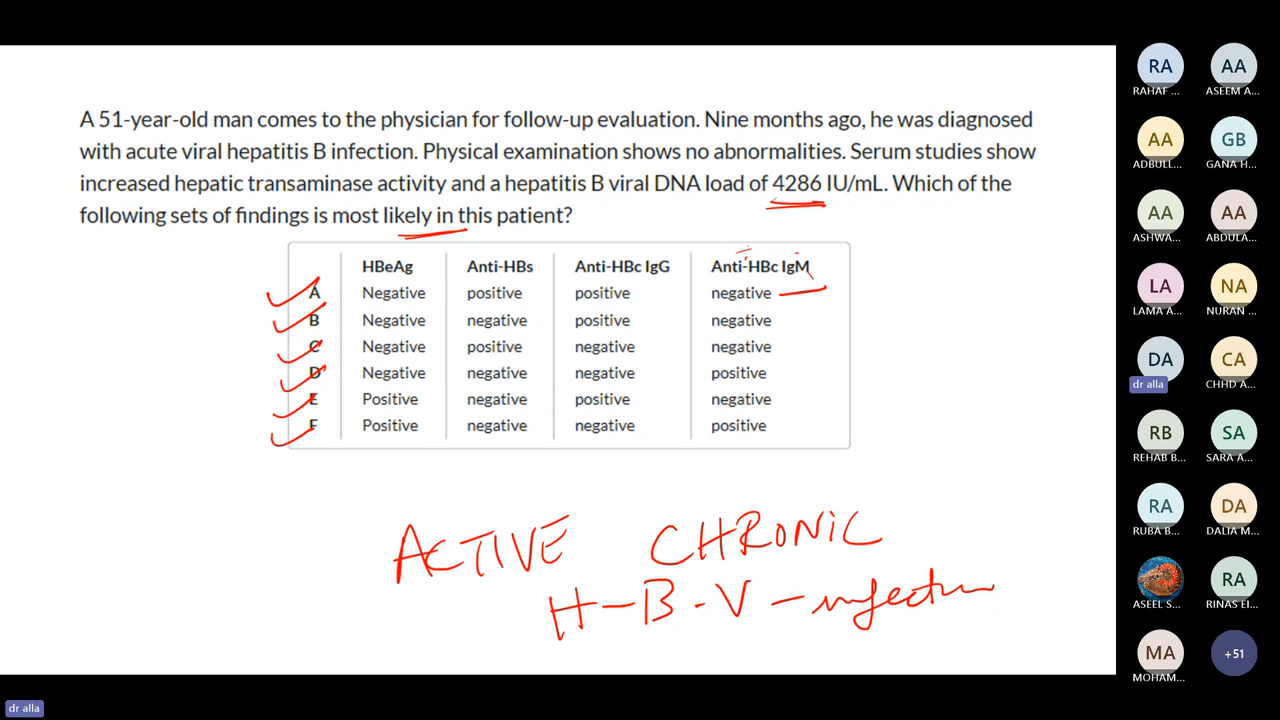 A 51-year-old man comes to the physician for follow-up evaluation. Nine months ago, he was diagnosed
with acute viral hepatitis B infection. Physical examination shows no abnormalities. Serum studies show
increased hepatic transaminase activity and a hepatitis B viral DNA load of 4286 IU/mL. Which of the
following sets of findings is most likely in this patient?
HBeAg Anti-HBs Anti-HBc IgG Anti-HBc IgM
A Negative positive positive negative
B Negative negative positive negative
C Negative positive negative negative
D Negative negative negative positive
E Positive negative positive negative
F Positive negative negative positive
ACTIVE CHRONIC
H-B-V-infection
RA AA
RAHAF ... ASEEM A...
AA GB
ADBULL... GANA H...
AA AA
ASHWA... ABDULA...
LA NA
LAMA A... NURAN ...
DA CA
dr alla CHHD A...
RB SA
REHAB B... SARA A...
RA DA
RUBA B... DALIA M...
RA
ASEEL S... RINAS EI...
MA +51
MOHAM...
dr alla